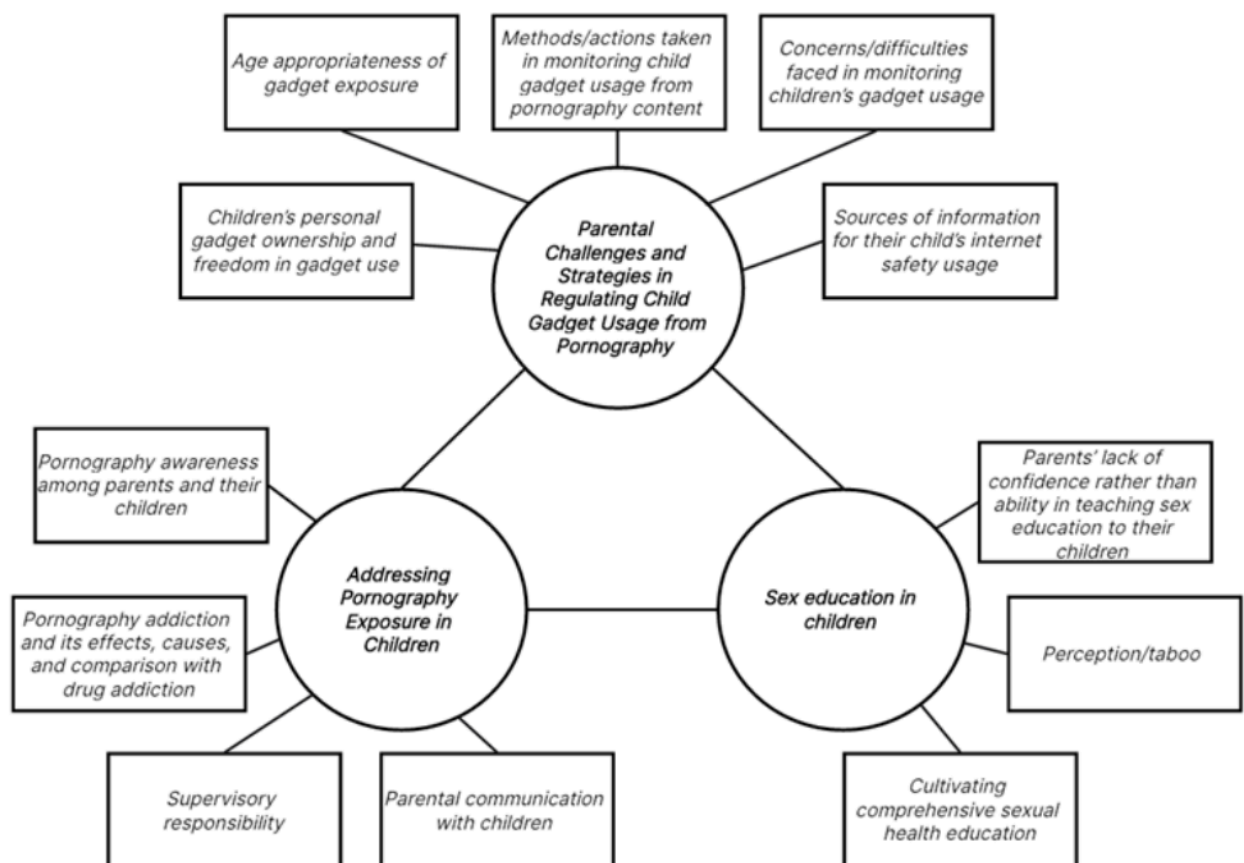 Age appropriateness of
gadget exposure
Methods/actions taken
in monitoring child
gadget usage from
pornography content
Concerns/difficulties
faced in monitoring
children's gadget usage
Children's personal
gadget ownership and
freedom in gadget use
Parental
Challenges and
Strategies in
Regulating Child
Gadget Usage from
Pornography
Sources of information
for their child's internet
safety usage
Pornography awareness
among parents and their
children
Parents' lack of
confidence rather than
ability in teaching sex
education to their
children
Pornography addiction
and its effects, causes,
and comparison with
drug addiction
Addressing
Pornography
Exposure in
Children
Sex education in
children
Perception/taboo
Supervisory
responsibility
Parental communication
with children
Cultivating
comprehensive sexual
health education